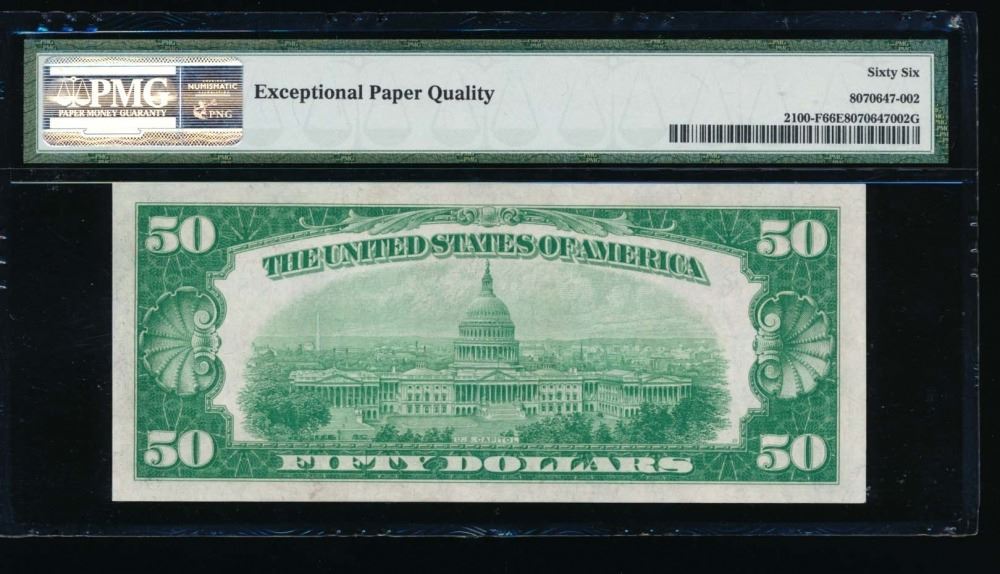 PMG
PAPER MONEY GUARANTY
NUMISMATIC
PNG
Exceptional Paper Quality
Sixty Six
8070647-002
2100-F66E8070647002G
50
50
THE UNITED STATES OF AMERICA
U.S. CAPITOL
50
50
FIFTY DOLLARS